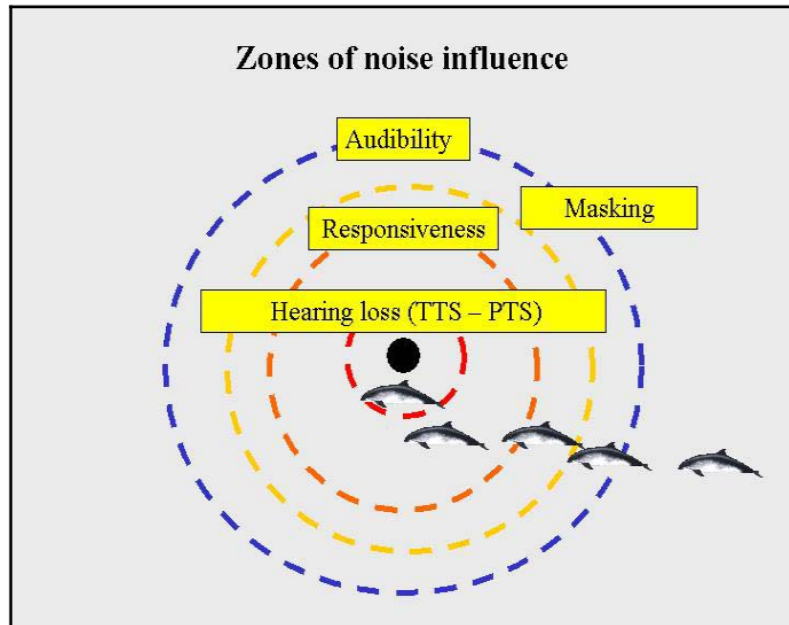 Zones of noise influence
Audibility
Masking
Responsiveness
Hearing loss (TTS – PTS)